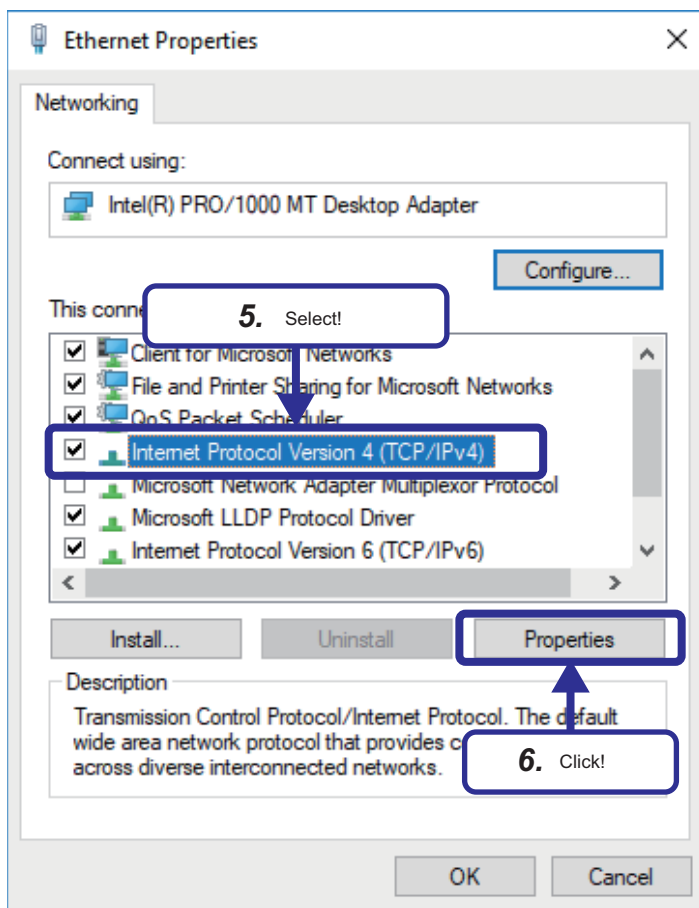 Ethernet Properties
Networking
Connect using:
Intel(R) PRO/1000 MT Desktop Adapter
Configure...
This conne
5. Select!
Client for Microsoft Networks
File and Printer Sharing for Microsoft Networks
QoS Packet Scheduler
Internet Protocol Version 4 (TCP/IPv4)
Microsoft Network Adapter Multiplexor Protocol
Microsoft LLDP Protocol Driver
Internet Protocol Version 6 (TCP/IPv6)
Install... Uninstall Properties
Description
Transmission Control Protocol/Internet Protocol. The default
wide area network protocol that provides c
across diverse interconnected networks.
6. Click!
OK Cancel